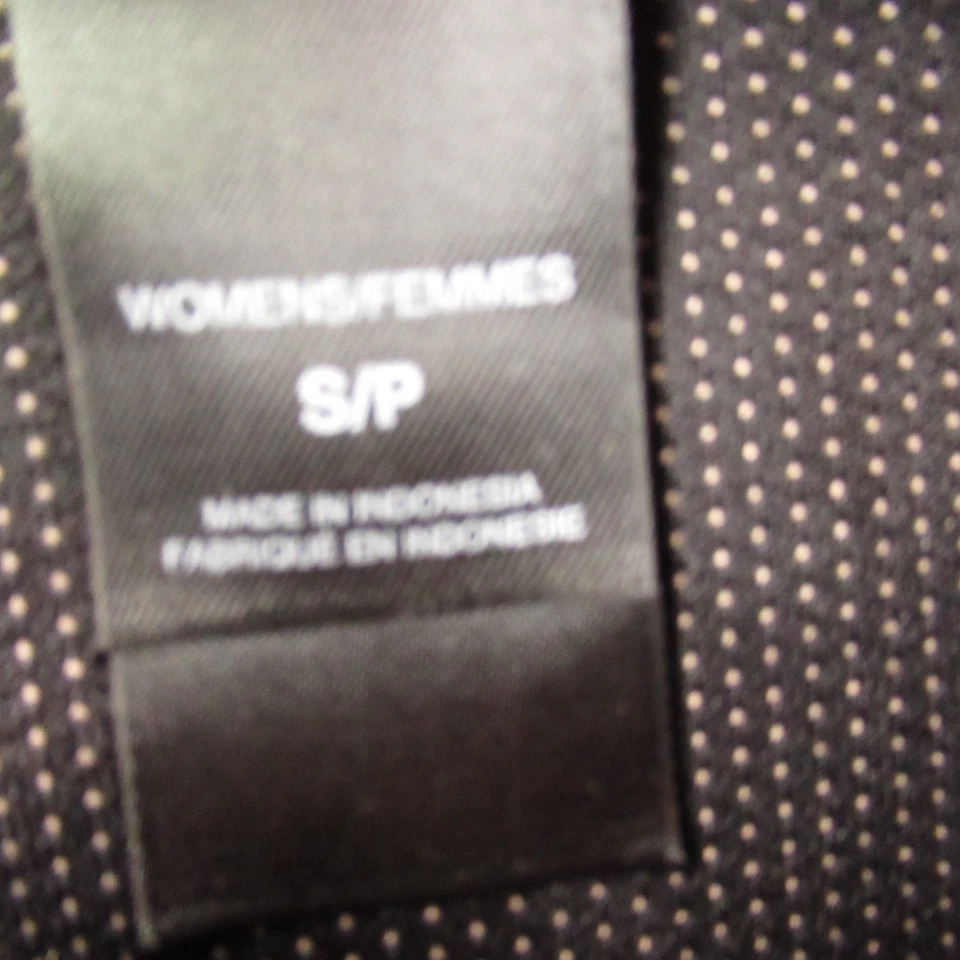 WOMENS/FEMMES
S/P
MADE IN INDONESIA
FABRIQUE EN INDONESIE